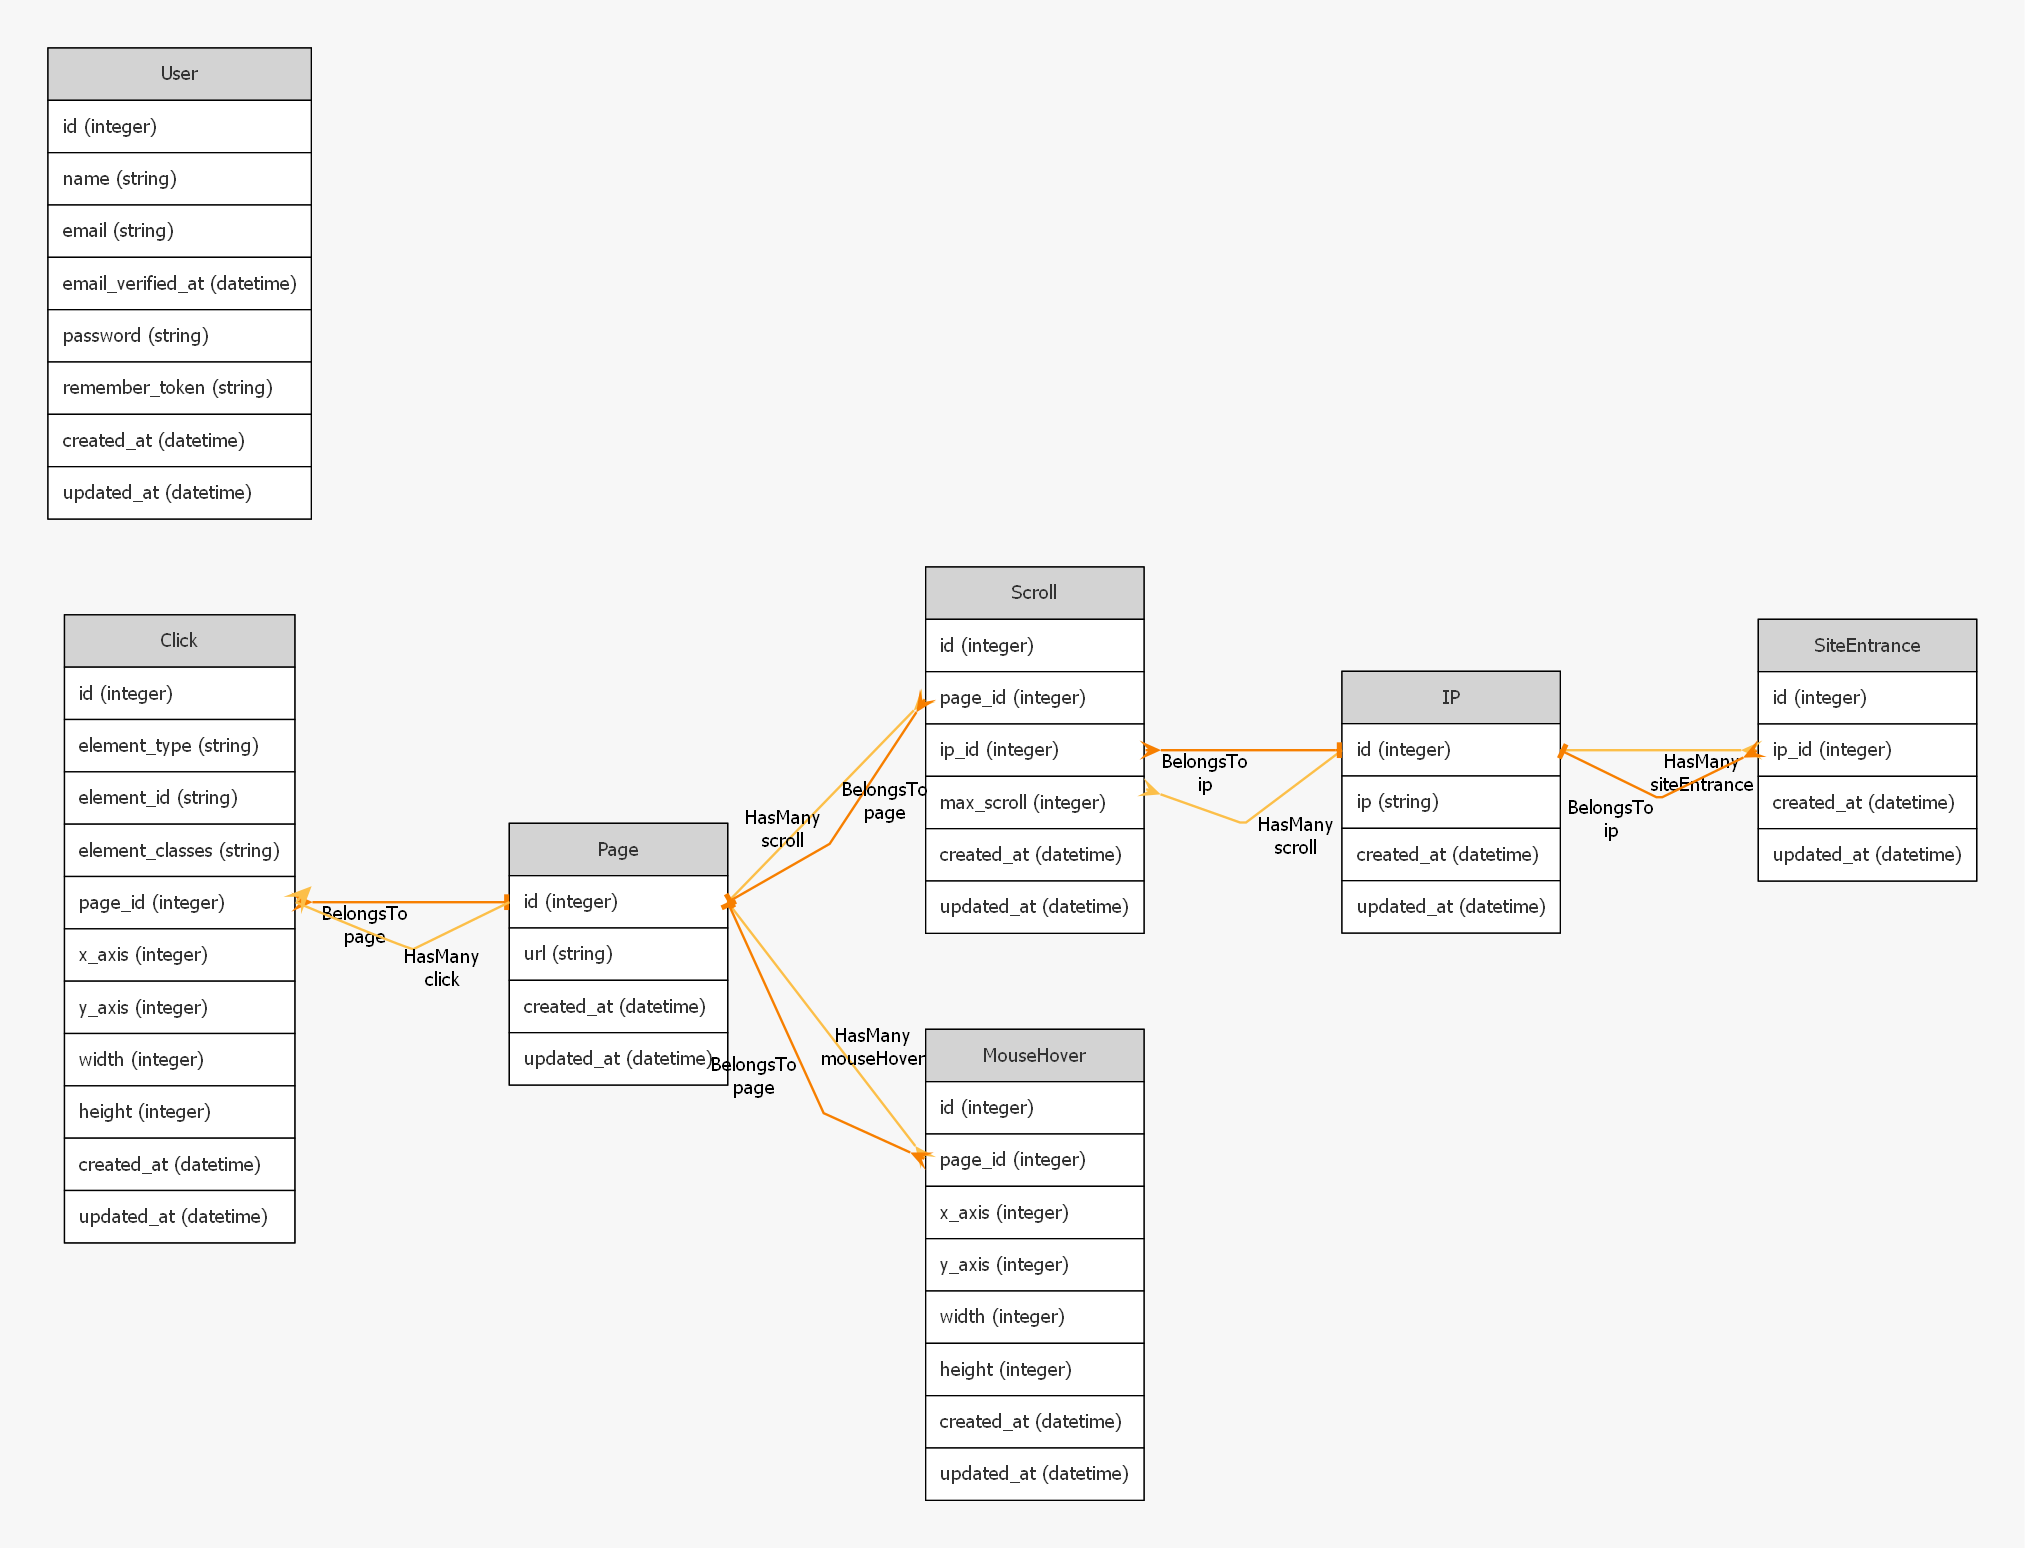 User
id (integer)
name (string)
email (string)
email_verified_at (datetime)
password (string)
remember_token (string)
created_at (datetime)
updated_at (datetime)
Click
id (integer)
element_type (string)
element_id (string)
element_classes (string)
page_id (integer)
x_axis (integer)
y_axis (integer)
width (integer)
height (integer)
created_at (datetime)
updated_at (datetime)
BelongsTo
page
HasMany
click
Page
id (integer)
url (string)
created_at (datetime)
updated_at (datetime)
HasMany
scroll
BelongsTo
page
HasMany
mouseHover
BelongsTo
page
Scroll
id (integer)
page_id (integer)
ip_id (integer)
max_scroll (integer)
created_at (datetime)
updated_at (datetime)
MouseHover
id (integer)
page_id (integer)
x_axis (integer)
y_axis (integer)
width (integer)
height (integer)
created_at (datetime)
updated_at (datetime)
BelongsTo
ip
HasMany
scroll
IP
id (integer)
ip (string)
created_at (datetime)
updated_at (datetime)
HasMany
siteEntrance
BelongsTo
ip
SiteEntrance
id (integer)
ip_id (integer)
created_at (datetime)
updated_at (datetime)